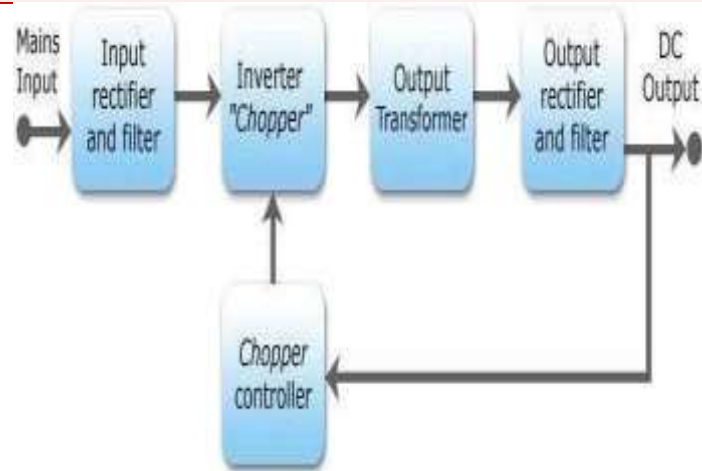 Mains
Input
Input
rectifier
and filter
Inverter
"Chopper"
Output
Transformer
Output
rectifier
and filter
DC
Output
Chopper
controller